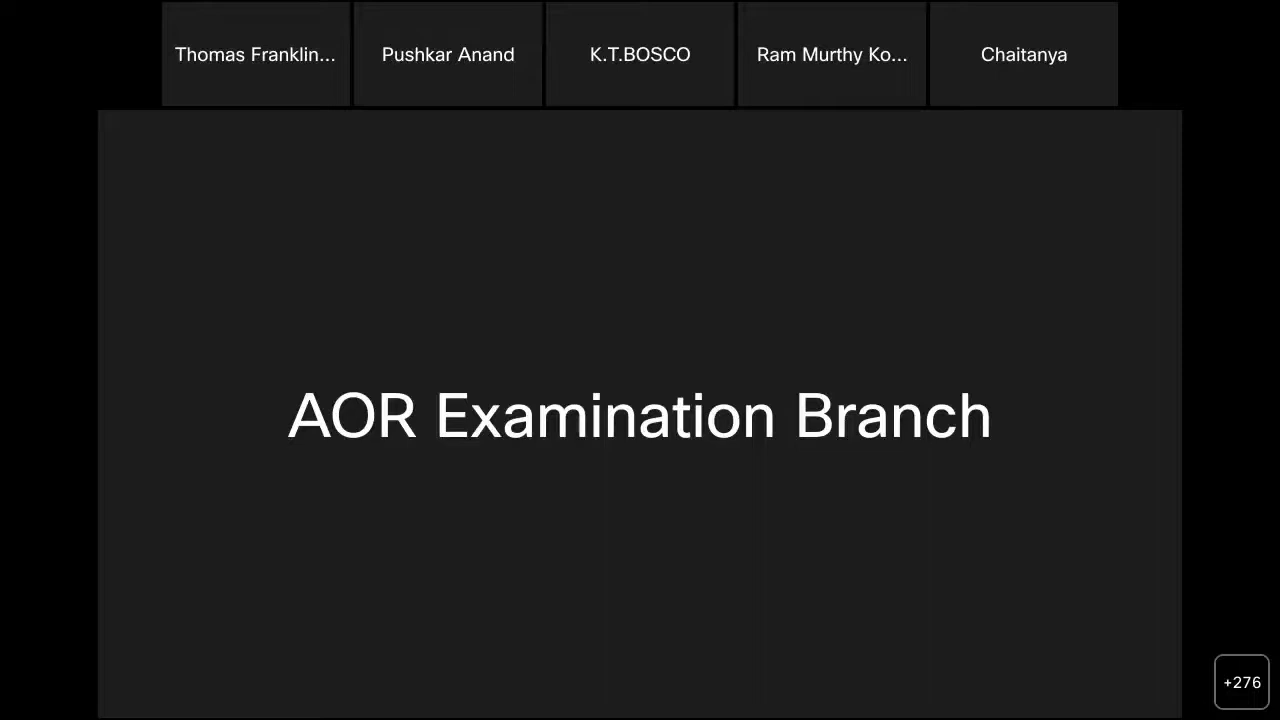 Thomas Franklin...
Pushkar Anand
K.T.BOSCO
Ram Murthy Ko...
Chaitanya
AOR Examination Branch
+276